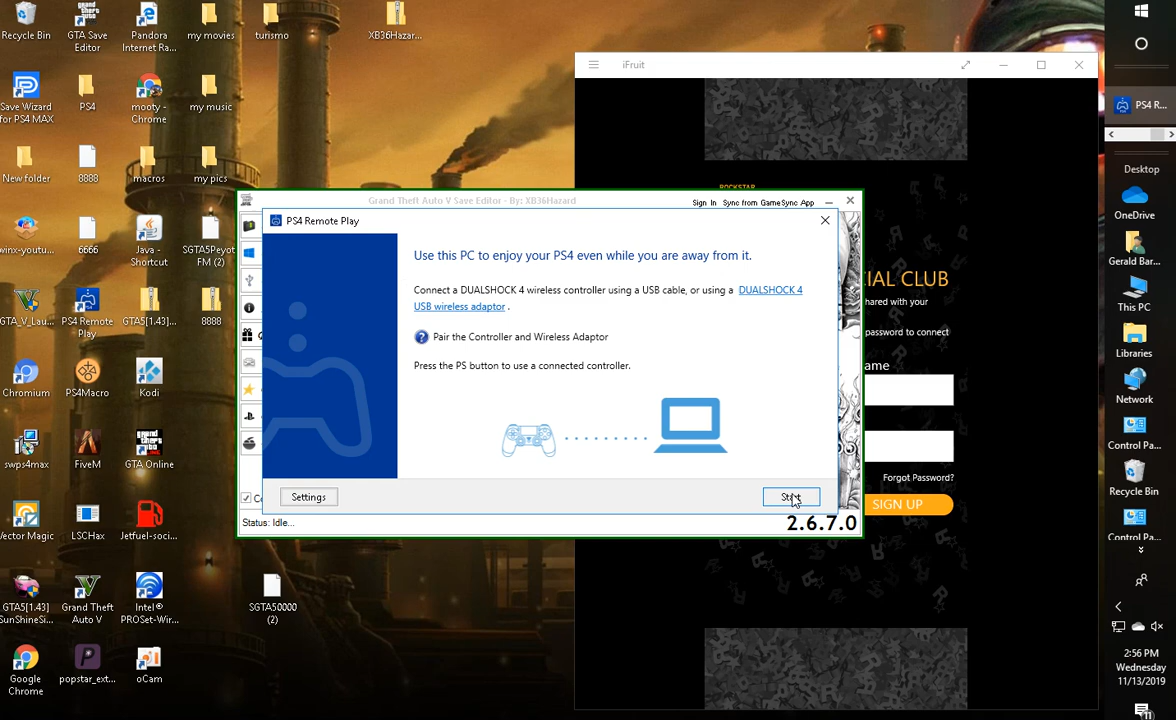 Recycle Bin
GTA Save
Editor
Pandora
Internet Ra...
my movies
turismo
XB36Hazar...
Save Wizard
for PS4 MAX
PS4
mooty -
Chrome
my music
New folder
8888
macros
my pics
winx-youtu...
6666
Java -
Shortcut
SGTA5Peyot
FM (2)
GTA_V_Lau...
PS4 Remote
Play
GTA5[1.43]...
8888
Chromium
PS4Macro
Kodi
swps4max
FiveM
GTA Online
Vector Magic
LSCHax
Jetfuel-soci...
GTA5[1.43]
SunShineSi...
Grand Theft
Auto V
Intel®
PROSet-Wir...
SGTA50000
(2)
Google
Chrome
popstar_ext...
oCam
iFruit
ROCKSTAR
CIAL CLUB
hared with your
password to connect
ame
Forgot Password?
SIGN UP
Grand Theft Auto V Save Editor - By: XB36Hazard
Sign In Sync from GameSync App
PS4 Remote Play
Use this PC to enjoy your PS4 even while you are away from it.
Connect a DUALSHOCK 4 wireless controller using a USB cable, or using a DUALSHOCK 4
USB wireless adaptor .
Pair the Controller and Wireless Adaptor
Press the PS button to use a connected controller.
Settings
Start
Status: Idle...
2.6.7.0
PS4 R...
Desktop
OneDrive
Gerald Bar...
This PC
Libraries
Network
Control Pa...
Recycle Bin
Control Pa...
2:56 PM
Wednesday
11/13/2019
11